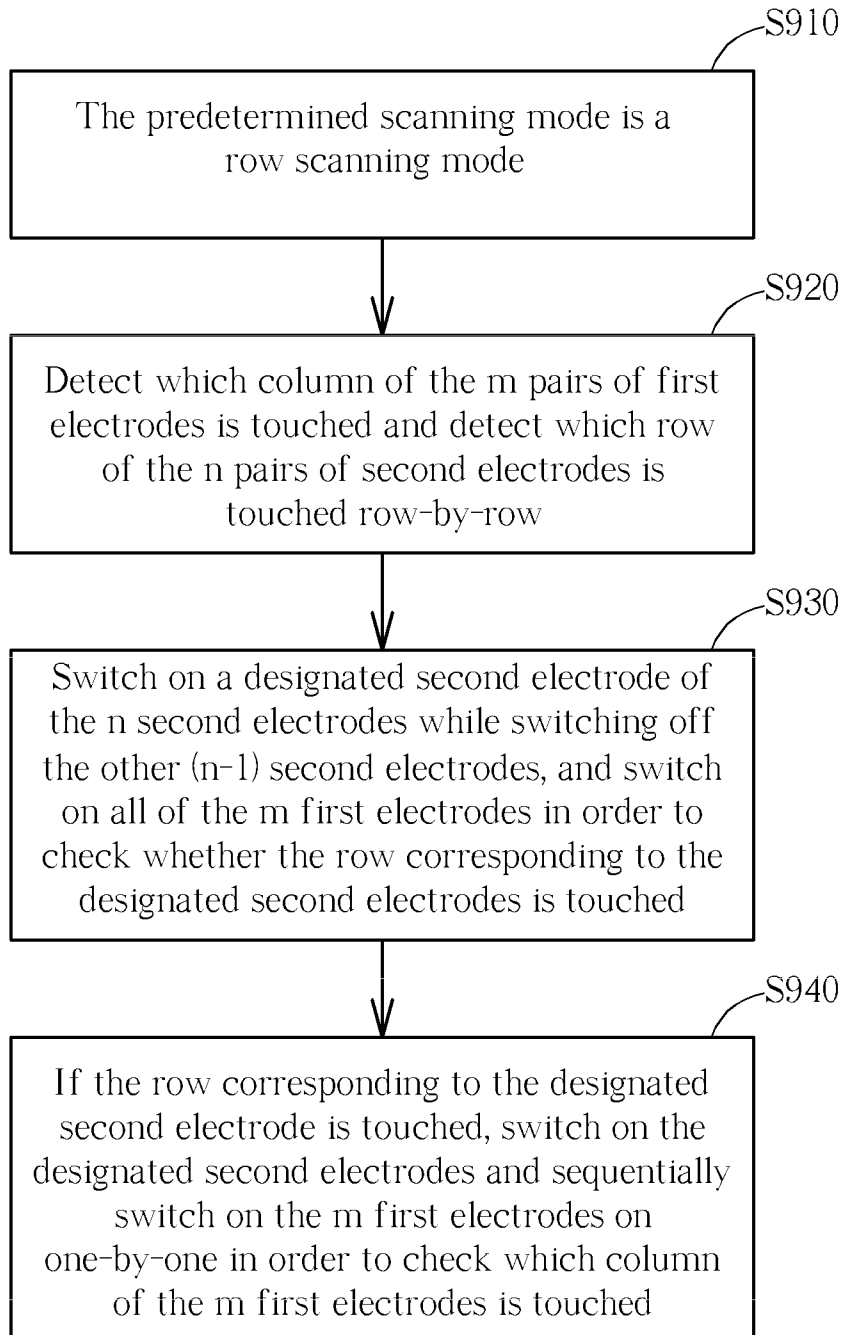 S910
The predetermined scanning mode is a
row scanning mode
S920
Detect which column of the m pairs of first
electrodes is touched and detect which row
of the n pairs of second electrodes is
touched row-by-row
S930
Switch on a designated second electrode of
the n second electrodes while switching off
the other (n-1) second electrodes, and switch
on all of the m first electrodes in order to
check whether the row corresponding to the
designated second electrodes is touched
S940
If the row corresponding to the designated
second electrode is touched, switch on the
designated second electrodes and sequentially
switch on the m first electrodes on
one-by-one in order to check which column
of the m first electrodes is touched